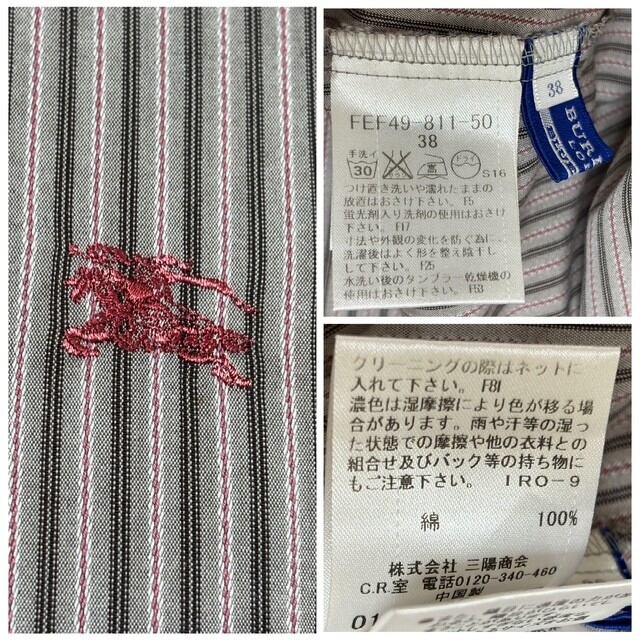 FEF49-811-50
38
手洗イ
30
ドライ
S16
つけ置き洗いや濡れたままの
放置はおさけ下さい。F5
蛍光剤入り洗剤の使用はおさけ
下さい。F17
寸法や外観の変化を防ぐ為に、
洗濯後はよく形を整え陰干し
して下さい。F25
水洗い後のタンブラー乾燥機の
使用はおさけ下さい。F53
38
BUR
LO
BLUE
クリーニングの際はネットに
入れて下さい。F81
濃色は湿摩擦により色が移る場
合があります。雨や汗等の湿っ
た状態での摩擦や他の衣料との
組合せ及びバック等の持ち物に
もご注意下さい。 IRO-9
綿 100%
株式会社 三陽商会
C.R.室 電話0120-340-460
中国製
01